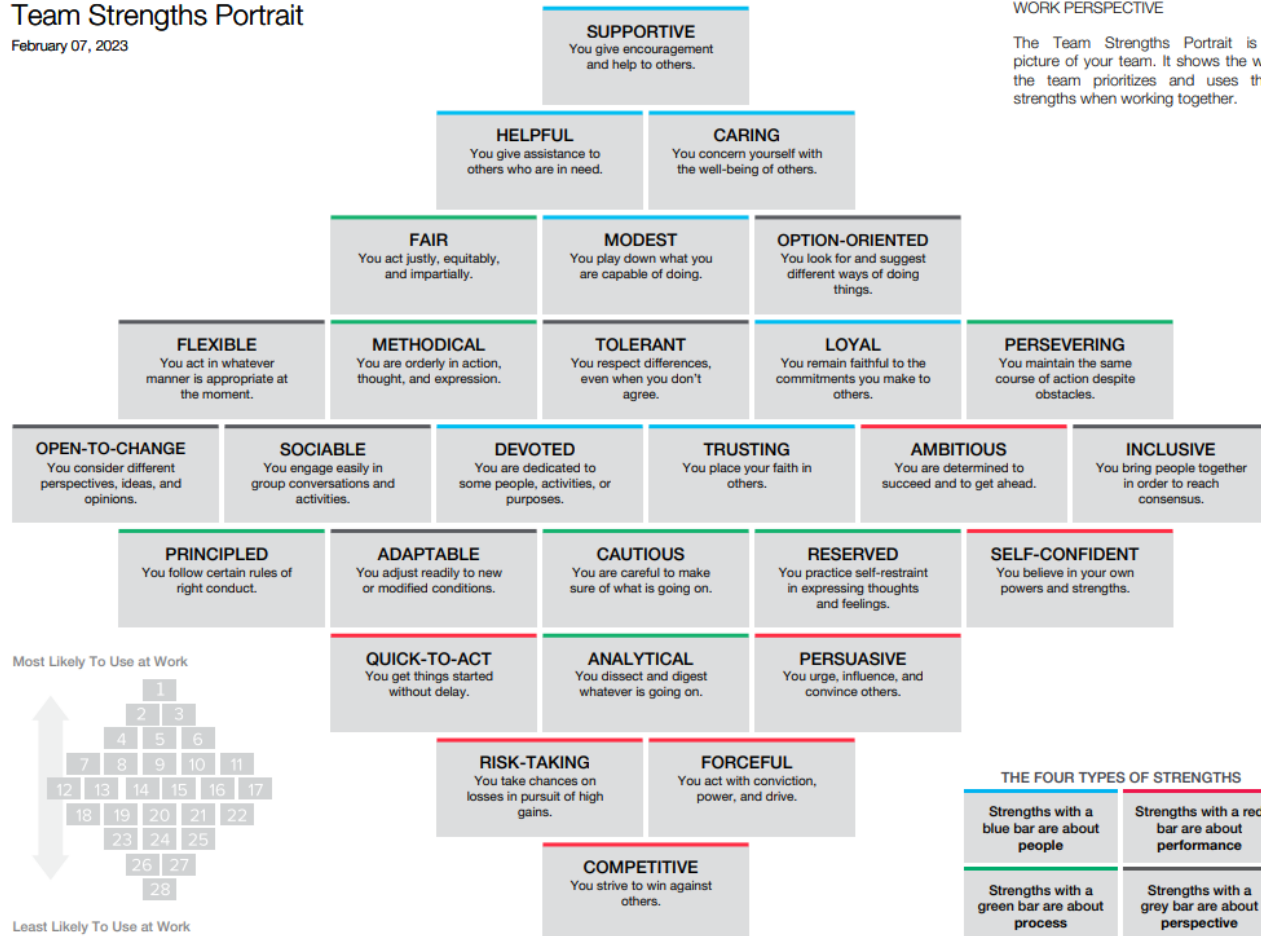 Team Strengths Portrait
February 07, 2023
WORK PERSPECTIVE
The Team Strengths Portrait is
picture of your team. It shows the
the team prioritizes and uses
strengths when working together.
SUPPORTIVE
You give encouragement
and help to others.
HELPFUL
You give assistance to
others who are in need.
CARING
You concern yourself with
the well-being of others.
FAIR
You act justly, equitably,
and impartially.
MODEST
You play down what you
are capable of doing.
OPTION-ORIENTED
You look for and suggest
different ways of doing
things.
FLEXIBLE
You act in whatever
manner is appropriate at
the moment.
METHODICAL
You are orderly in action,
thought, and expression.
TOLERANT
You respect differences,
even when you don't
agree.
LOYAL
You remain faithful to the
commitments you make to
others.
PERSEVERING
You maintain the same
course of action despite
obstacles.
OPEN-TO-CHANGE
You consider different
perspectives, ideas, and
opinions.
SOCIABLE
You engage easily in
group conversations and
activities.
DEVOTED
You are dedicated to
some people, activities, or
purposes.
TRUSTING
You place your faith in
others.
AMBITIOUS
You are determined to
succeed and to get ahead.
INCLUSIVE
You bring people together
in order to reach
consensus.
PRINCIPLED
You follow certain rules of
right conduct.
ADAPTABLE
You adjust readily to new
or modified conditions.
CAUTIOUS
You are careful to make
sure of what is going on.
RESERVED
You practice self-restraint
in expressing thoughts
and feelings.
SELF-CONFIDENT
You believe in your own
powers and strengths.
QUICK-TO-ACT
You get things started
without delay.
ANALYTICAL
You dissect and digest
whatever is going on.
PERSUASIVE
You urge, influence, and
convince others.
RISK-TAKING
You take chances on
losses in pursuit of high
gains.
FORCEFUL
You act with conviction,
power, and drive.
COMPETITIVE
You strive to win against
others.
Most Likely To Use at Work
1
2 3
4 5 6
7 8 9 10 11
12 13 14 15 16 17
18 19 20 21 22
23 24 25
26 27
28
Least Likely To Use at Work
THE FOUR TYPES OF STRENGTHS
Strengths with a
blue bar are about
people
Strengths with a
bar are about
performance
Strengths with a
green bar are about
process
Strengths with a
grey bar are about
perspective